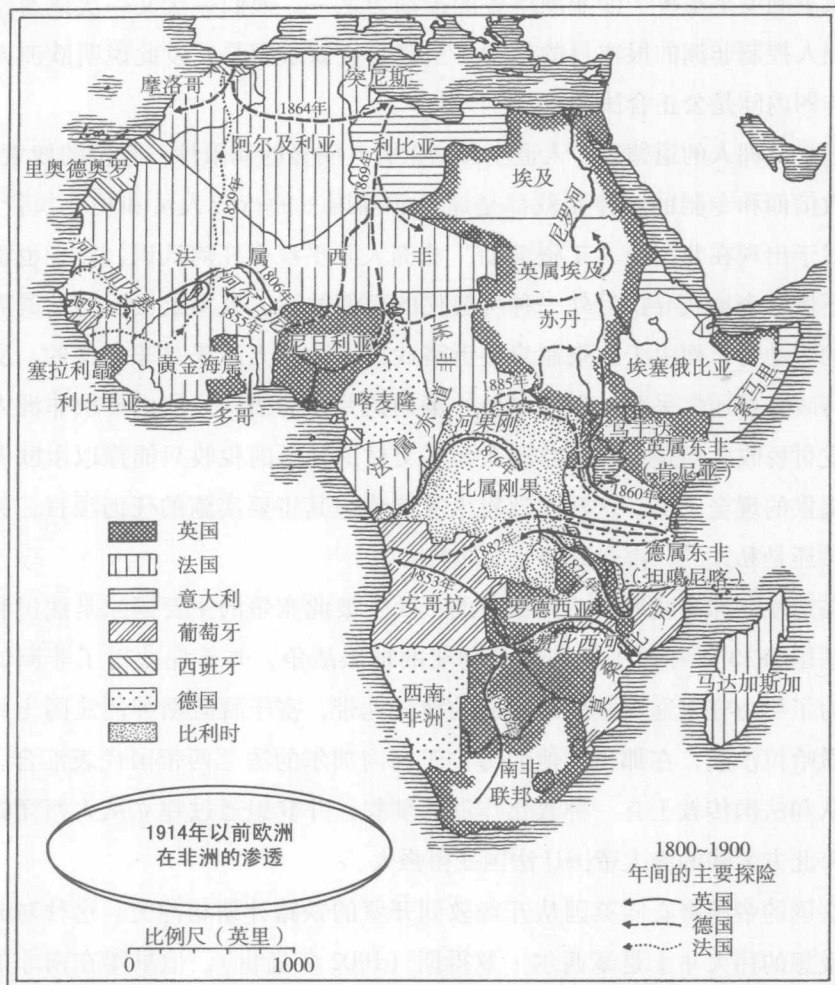 摩洛哥
突尼斯
1864年
阿尔及利亚
利比亚
里奥德奥罗
1829年
1869年
埃及
尼罗河
法属西非
英属埃及
塞内加尔河
1795年
尼日尔河
1806年
1855年
苏丹
尼日利亚
塞拉利昂
黄金海岸
利比里亚
多哥
喀麦隆
法属赤道非洲
1885年
埃塞俄比亚
索马里
刚果河
1876年
乌干达
英属东非
（肯尼亚）
1860年
比属刚果
1882年
德属东非
（坦噶尼喀）
1853年
安哥拉
罗德西亚
赞比西河
莫桑比克
马达加斯加
西南
非洲
南非
联邦
英国
法国
意大利
葡萄牙
西班牙
德国
比利时
1914年以前欧洲
在非洲的渗透
比例尺（英里）
0 1000
1800~1900
年间的主要探险
英国
德国
法国